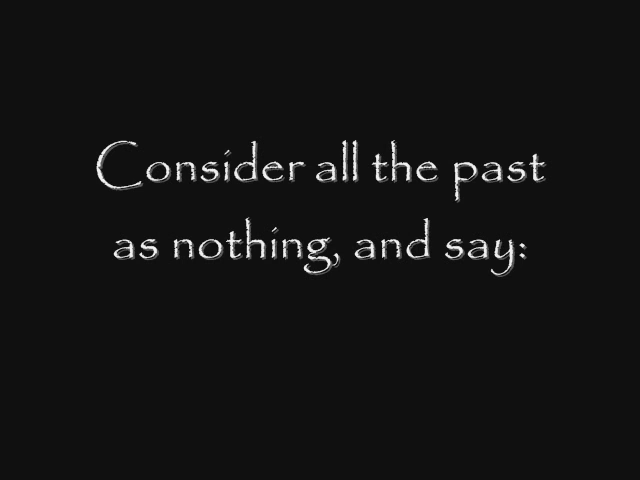 Consider all the past
as nothing, and say: